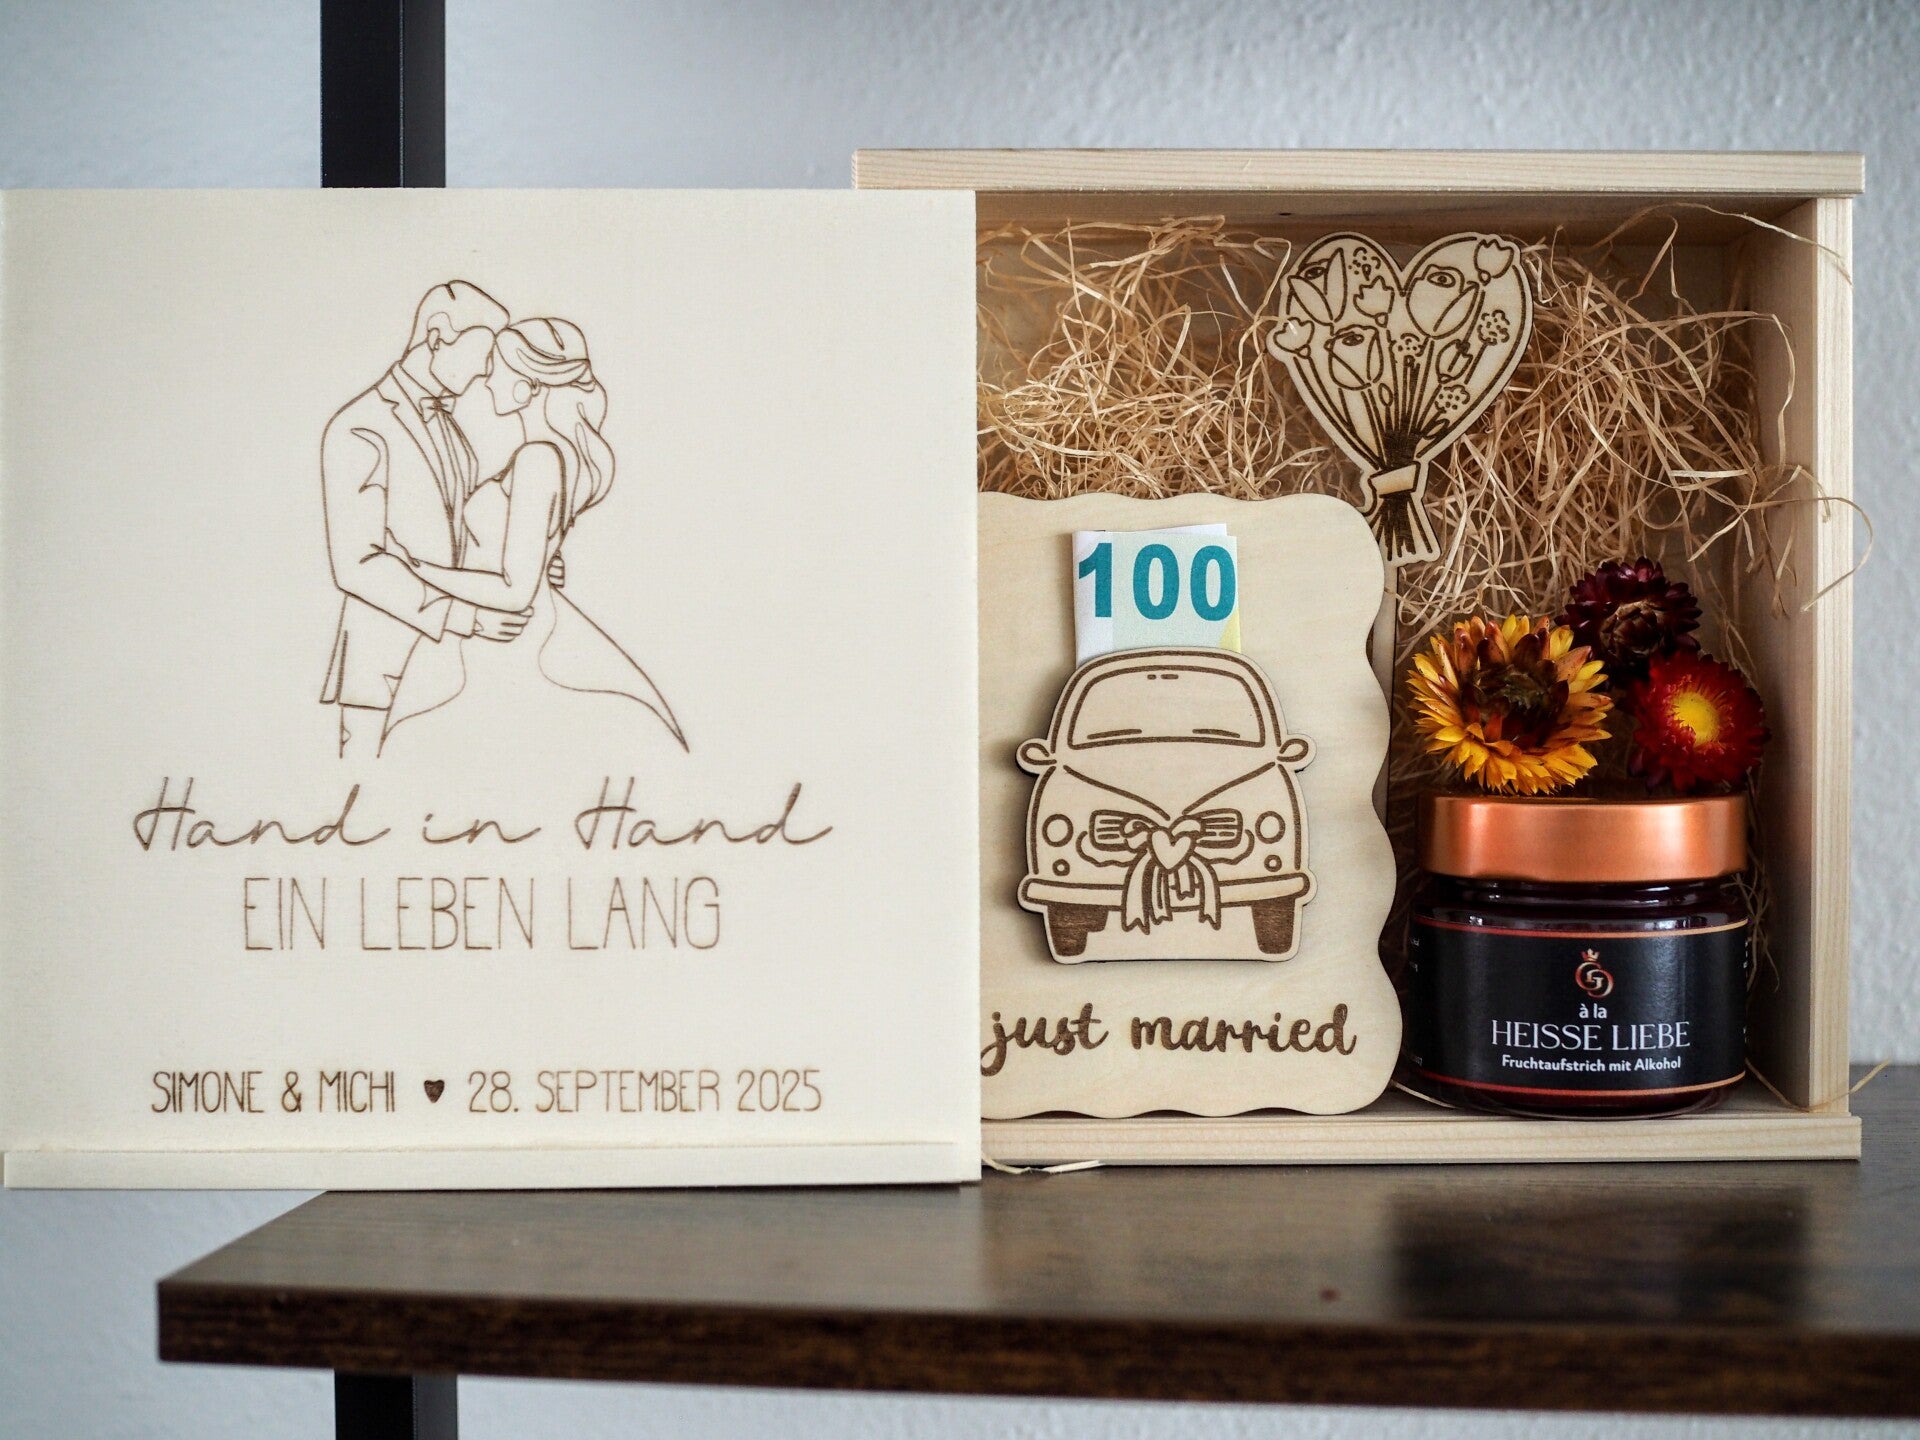 Hand in Hand
EIN LEBEN LANG
SIMONE & MICHI ♥ 28. SEPTEMBER 2025
100
just married
à la
HEISSE LIEBE
Fruchtaufstrich mit Alkohol